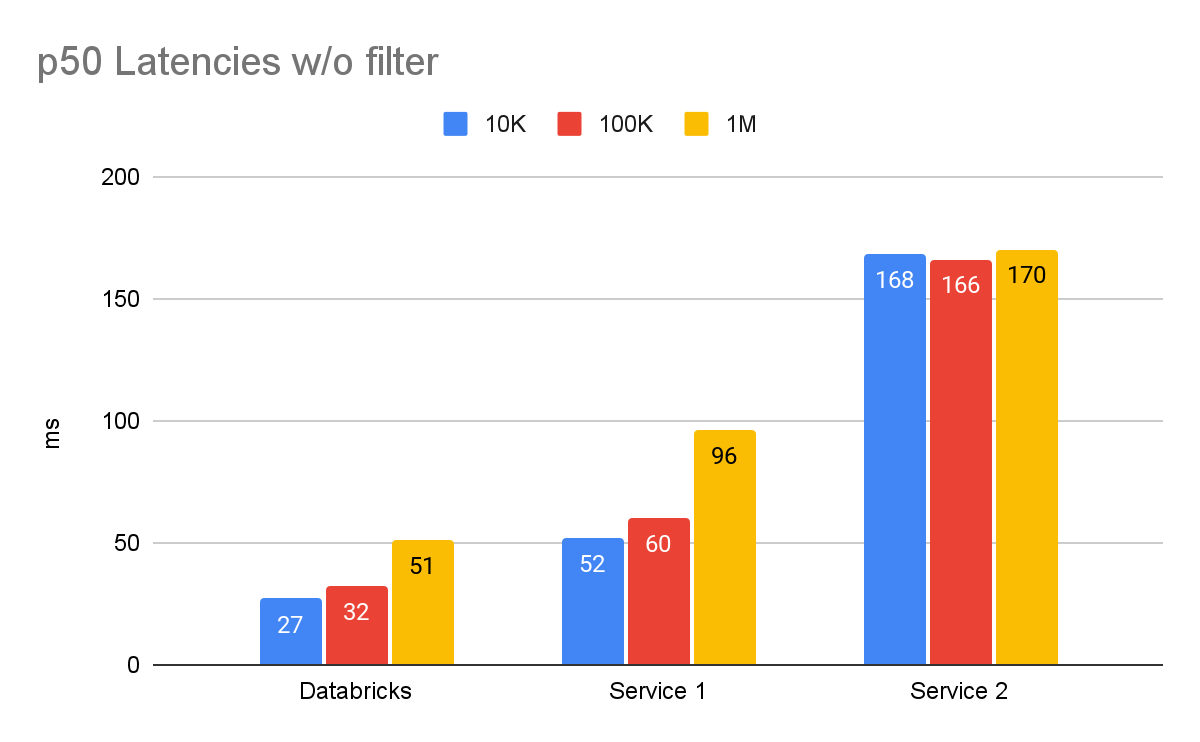 p50 Latencies w/o filter
10K 100K 1M
200
150
100
50
0
ms
27 32 51
52 60 96
168 166 170
Databricks Service 1 Service 2